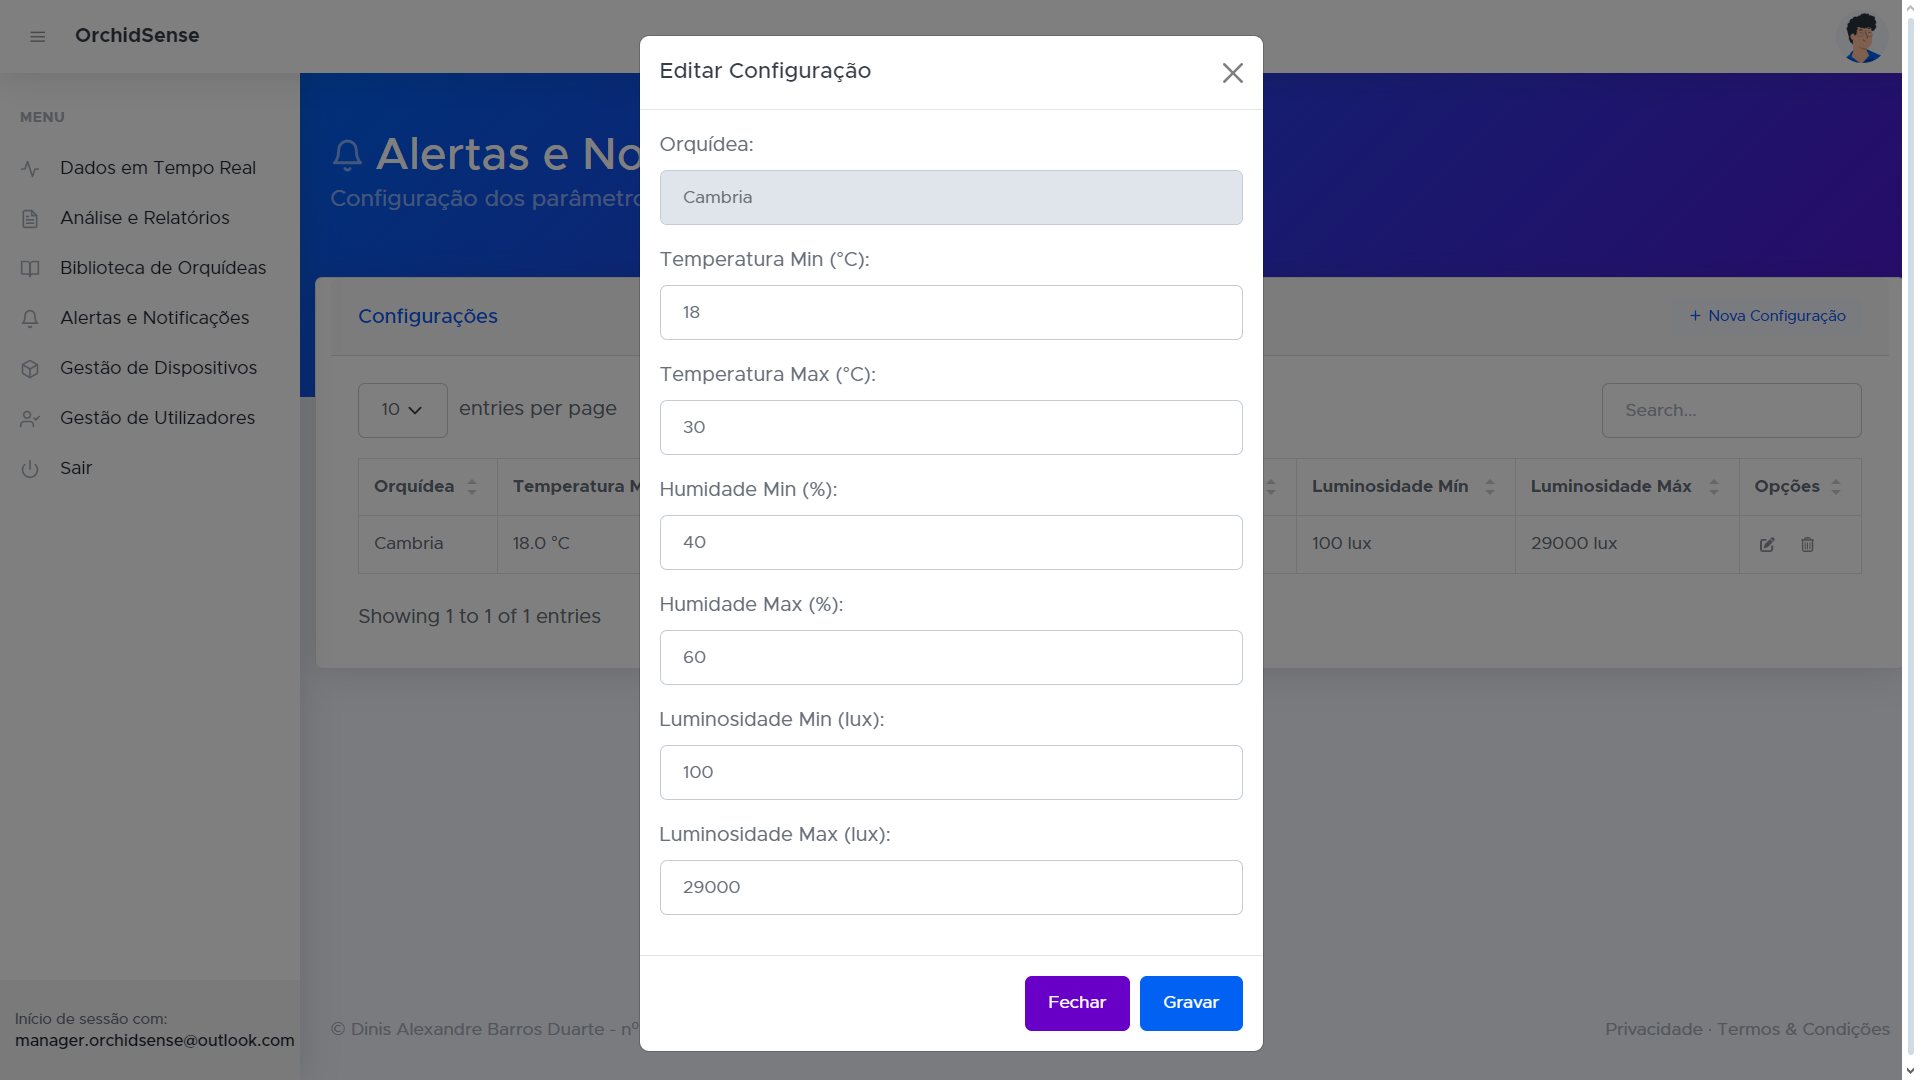 OrchidSense
MENU
Dados em Tempo Real
Análise e Relatórios
Biblioteca de Orquídeas
Alertas e Notificações
Gestão de Dispositivos
Gestão de Utilizadores
Sair
Início de sessão com:
manager.orchidsense@outlook.com
Alertas e No
Configuração dos parâmetro
Configurações
+ Nova Configuração
10 entries per page
Search...
Orquídea Temperatura M Luminosidade Mín Luminosidade Máx Opções
Cambria 18.0 °C 100 lux 29000 lux
Showing 1 to 1 of 1 entries
© Dinis Alexandre Barros Duarte - nº
Privacidade · Termos & Condições
Editar Configuração
Orquídea:
Cambria
Temperatura Min (°C):
18
Temperatura Max (°C):
30
Humidade Min (%):
40
Humidade Max (%):
60
Luminosidade Min (lux):
100
Luminosidade Max (lux):
29000
Fechar
Gravar